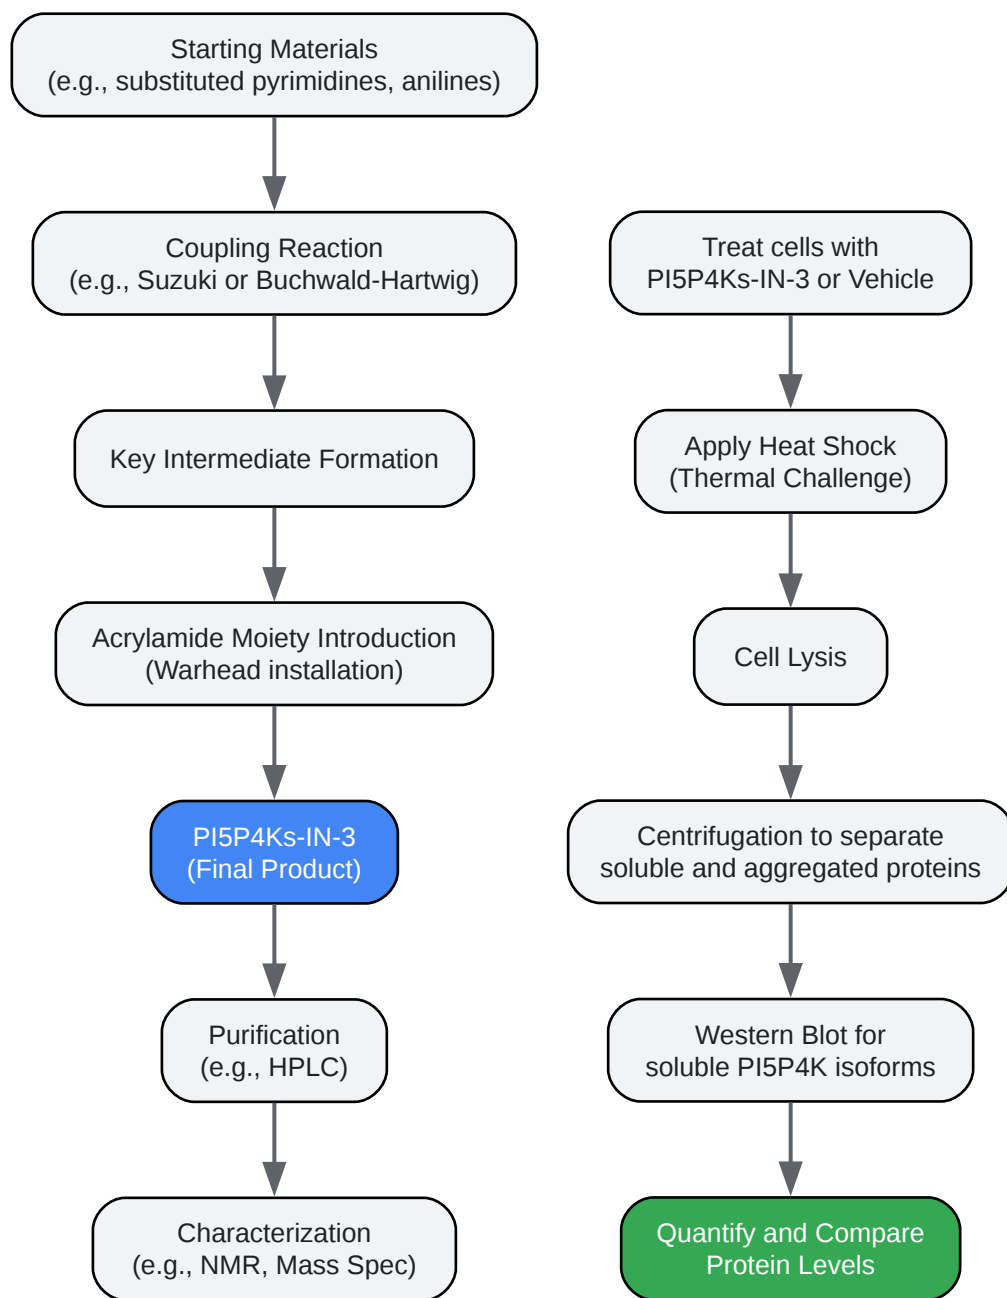 Starting Materials
(e.g., substituted pyrimidines, anilines)
Coupling Reaction
(e.g., Suzuki or Buchwald-Hartwig)
Key Intermediate Formation
Acrylamide Moiety Introduction
(Warhead installation)
PI5P4Ks-IN-3
(Final Product)
Purification
(e.g., HPLC)
Characterization
(e.g., NMR, Mass Spec)
Treat cells with
PI5P4Ks-IN-3 or Vehicle
Apply Heat Shock
(Thermal Challenge)
Cell Lysis
Centrifugation to separate
soluble and aggregated proteins
Western Blot for
soluble PI5P4K isoforms
Quantify and Compare
Protein Levels